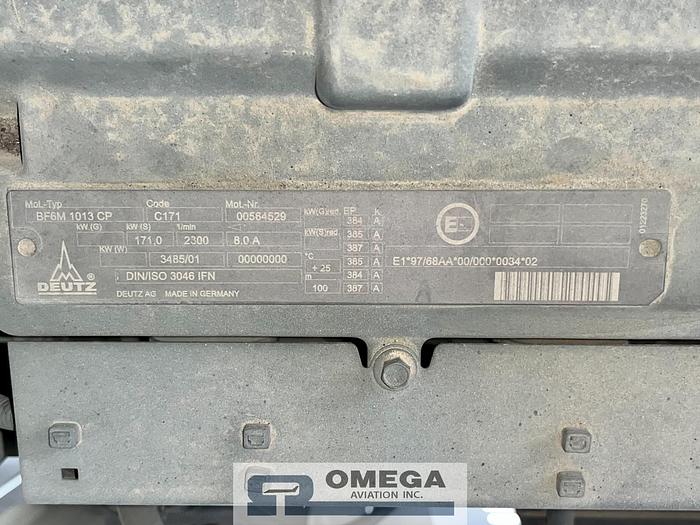 Mot.-Typ Code Mot.-Nr.
BF6M 1013 CP C171 00564529
kW (G) kW (S) 1/min
171,0 2300 8.0 A
kW (W)
3485/01 00000000
DIN/ISO 3046 IFN
DEUTZ AG MADE IN GERMANY
DEUTZ ®
kW(G)red. EP K
384 A
kW(S)red. 385 A
387 A
°C 385 A
+ 25
m 384 A
100 387 A
E1
E1*97/68AA*00/000*0034*02
01223270
OMEGA
AVIATION INC.